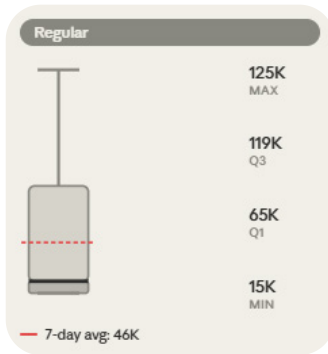 Regular
125K
MAX
119K
Q3
65K
Q1
15K
MIN
7-day avg: 46K